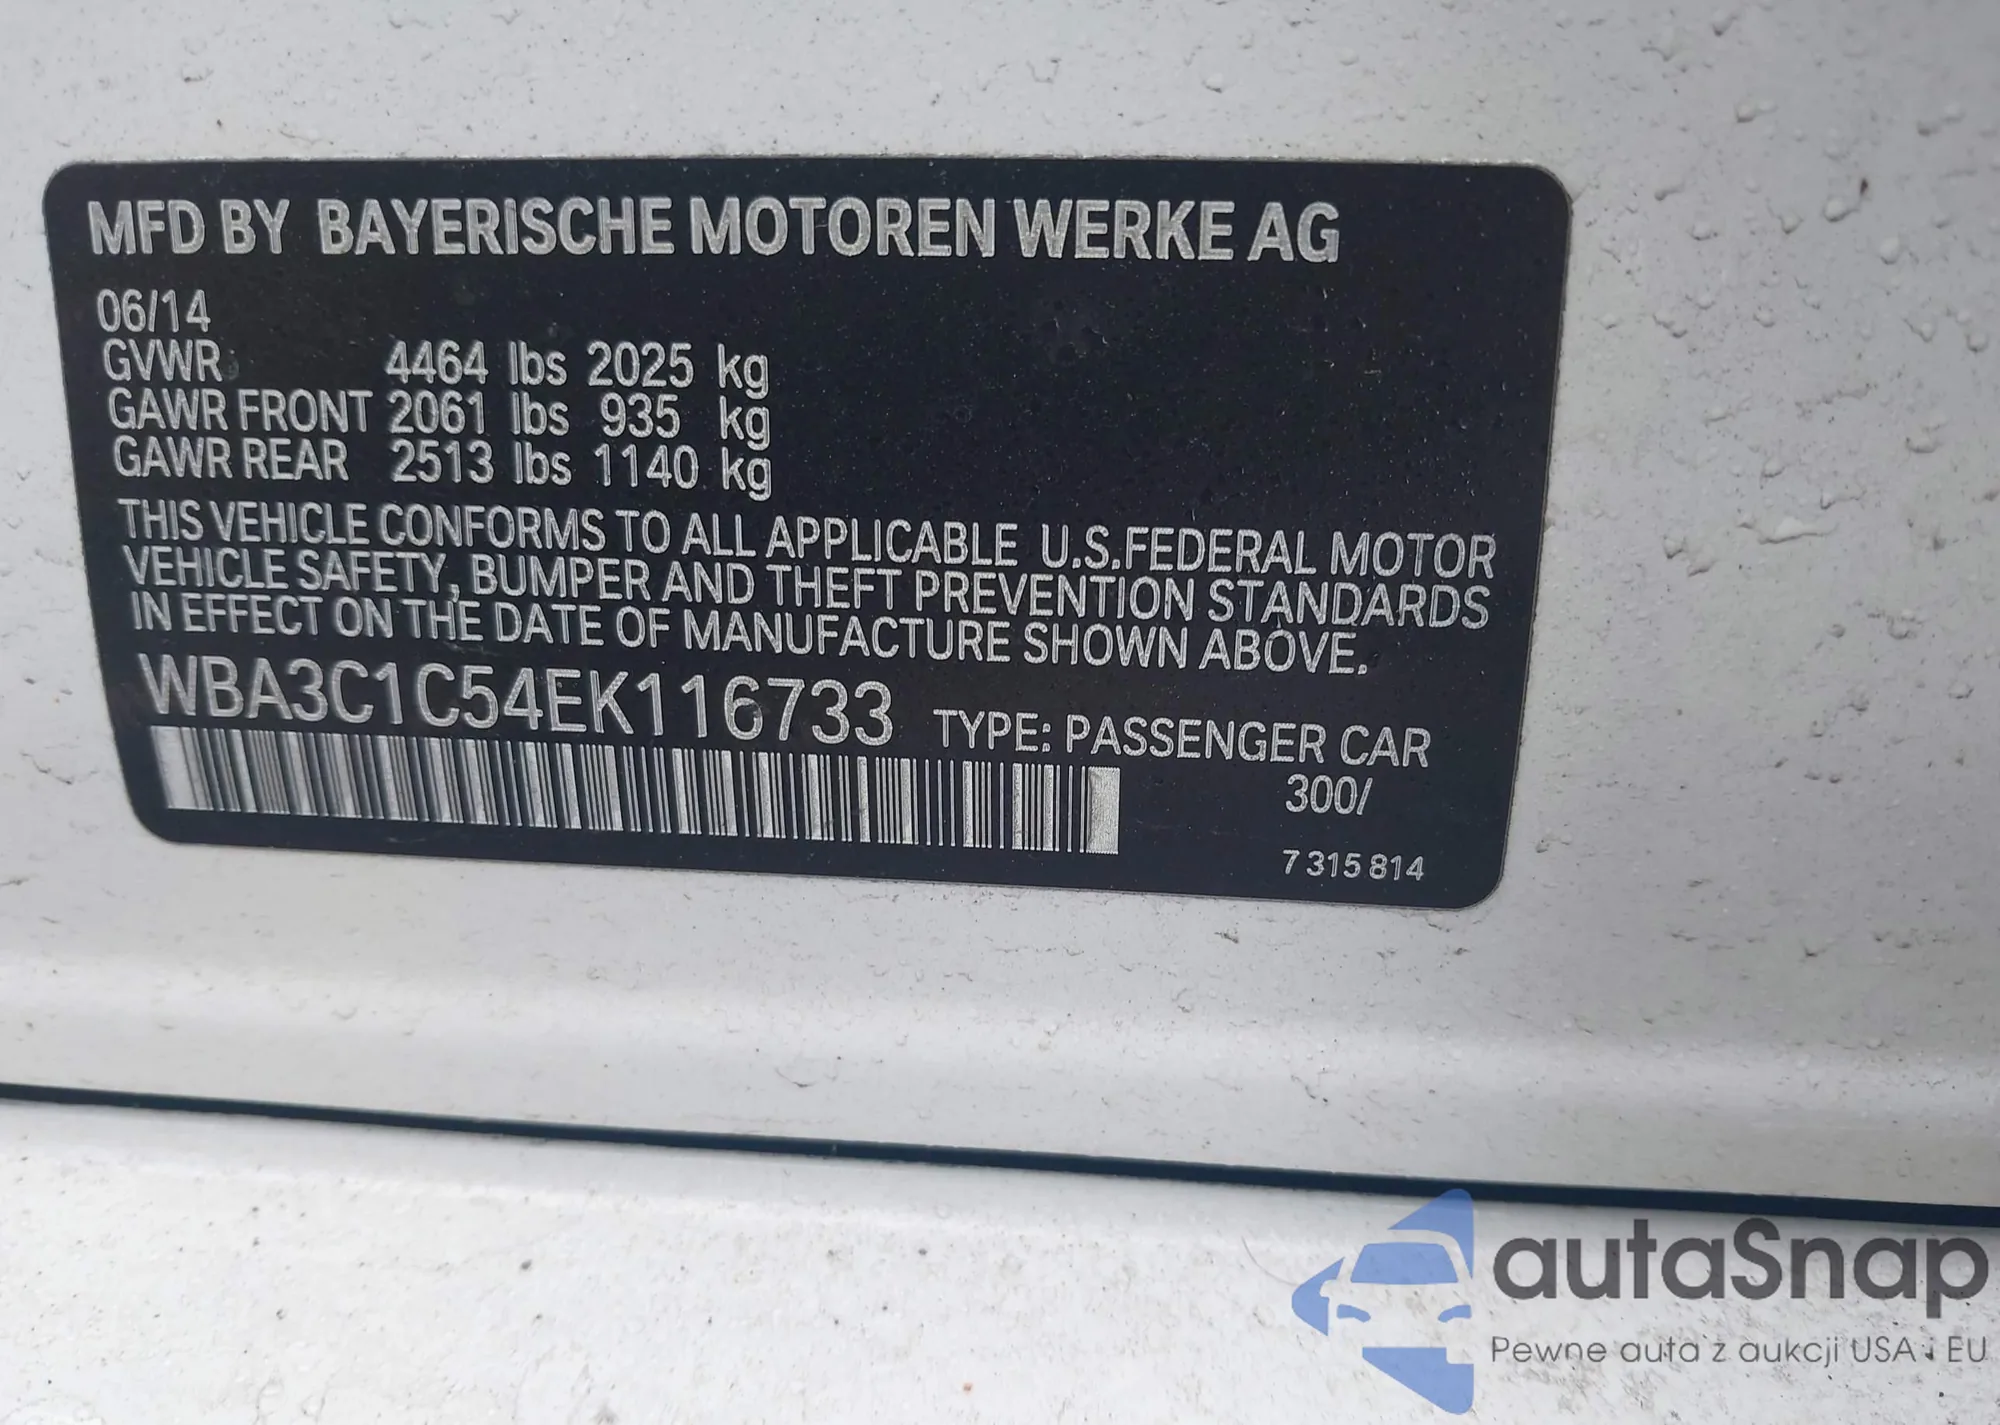 MFD BY BAYERISCHE MOTOREN WERKE AG
06/14
GVWR 4464 lbs 2025 kg
GAWR FRONT 2061 lbs 935 kg
GAWR REAR 2513 lbs 1140 kg
THIS VEHICLE CONFORMS TO ALL APPLICABLE U.S.FEDERAL MOTOR
VEHICLE SAFETY, BUMPER AND THEFT PREVENTION STANDARDS
IN EFFECT ON THE DATE OF MANUFACTURE SHOWN ABOVE.
WBA3C1C54EK116733 TYPE: PASSENGER CAR
300/
7315814
autaSnap
Pewne auta z aukcji USA i EU